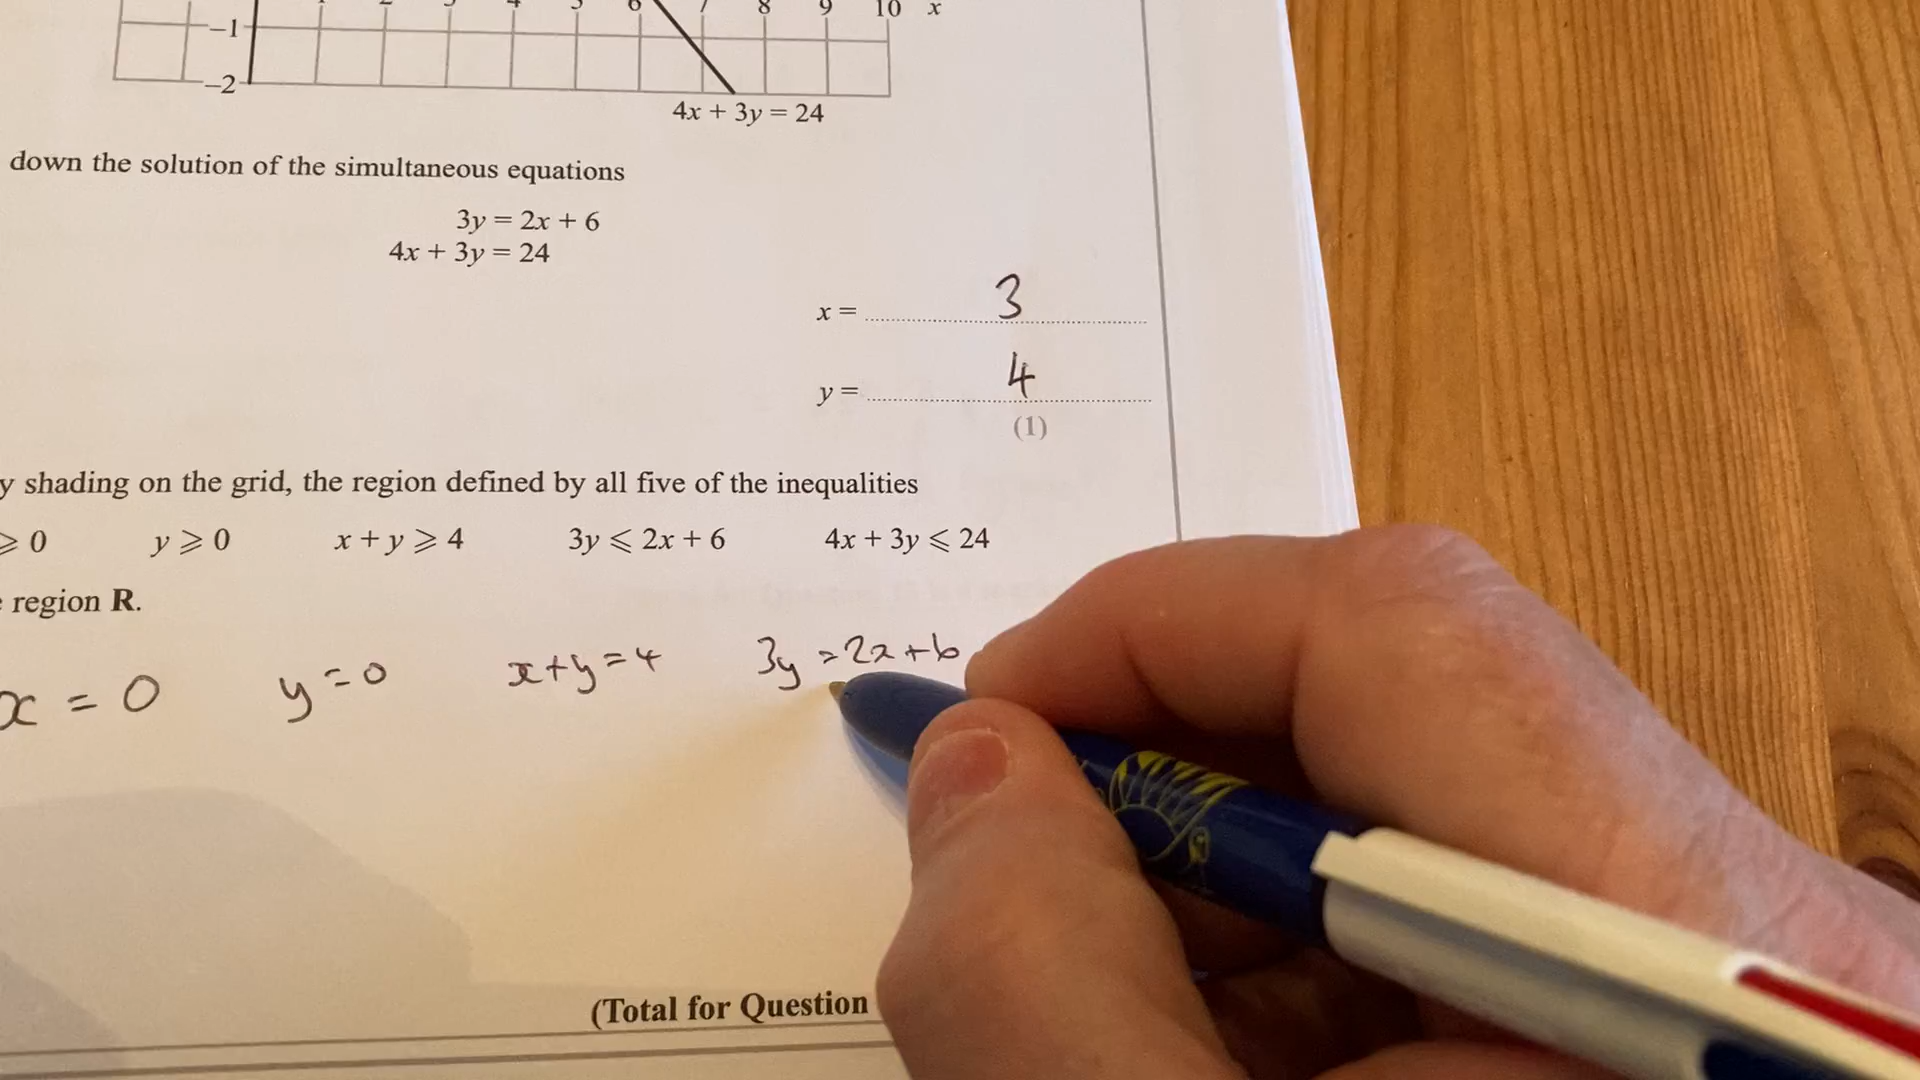 -1
6 7 8 9 10 x
-2
4x + 3y = 24
down the solution of the simultaneous equations
3y = 2x + 6
4x + 3y = 24
x = 3
y = 4
(1)
y shading on the grid, the region defined by all five of the inequalities
⩾ 0 y ⩾ 0 x + y ⩾ 4 3y ⩽ 2x + 6 4x + 3y ⩽ 24
region R.
x = 0 y = 0 x+y=4 3y = 2x+6
(Total for Question